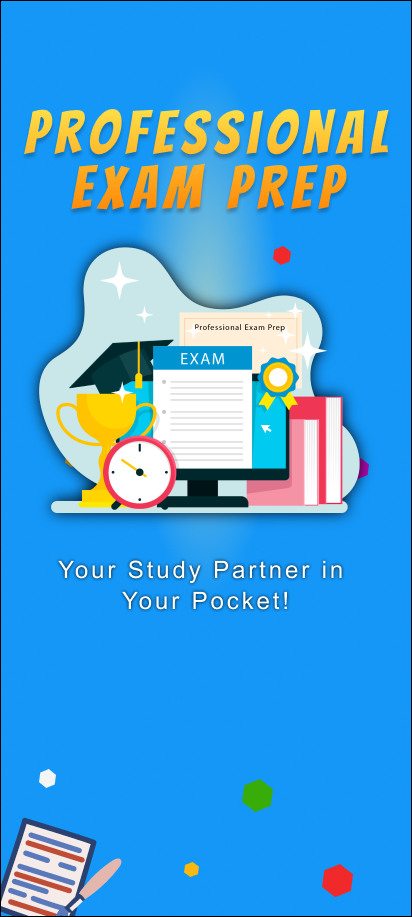 PROFESSIONAL
EXAM PREP
Professional Exam Prep
EXAM
Your Study Partner in
Your Pocket!